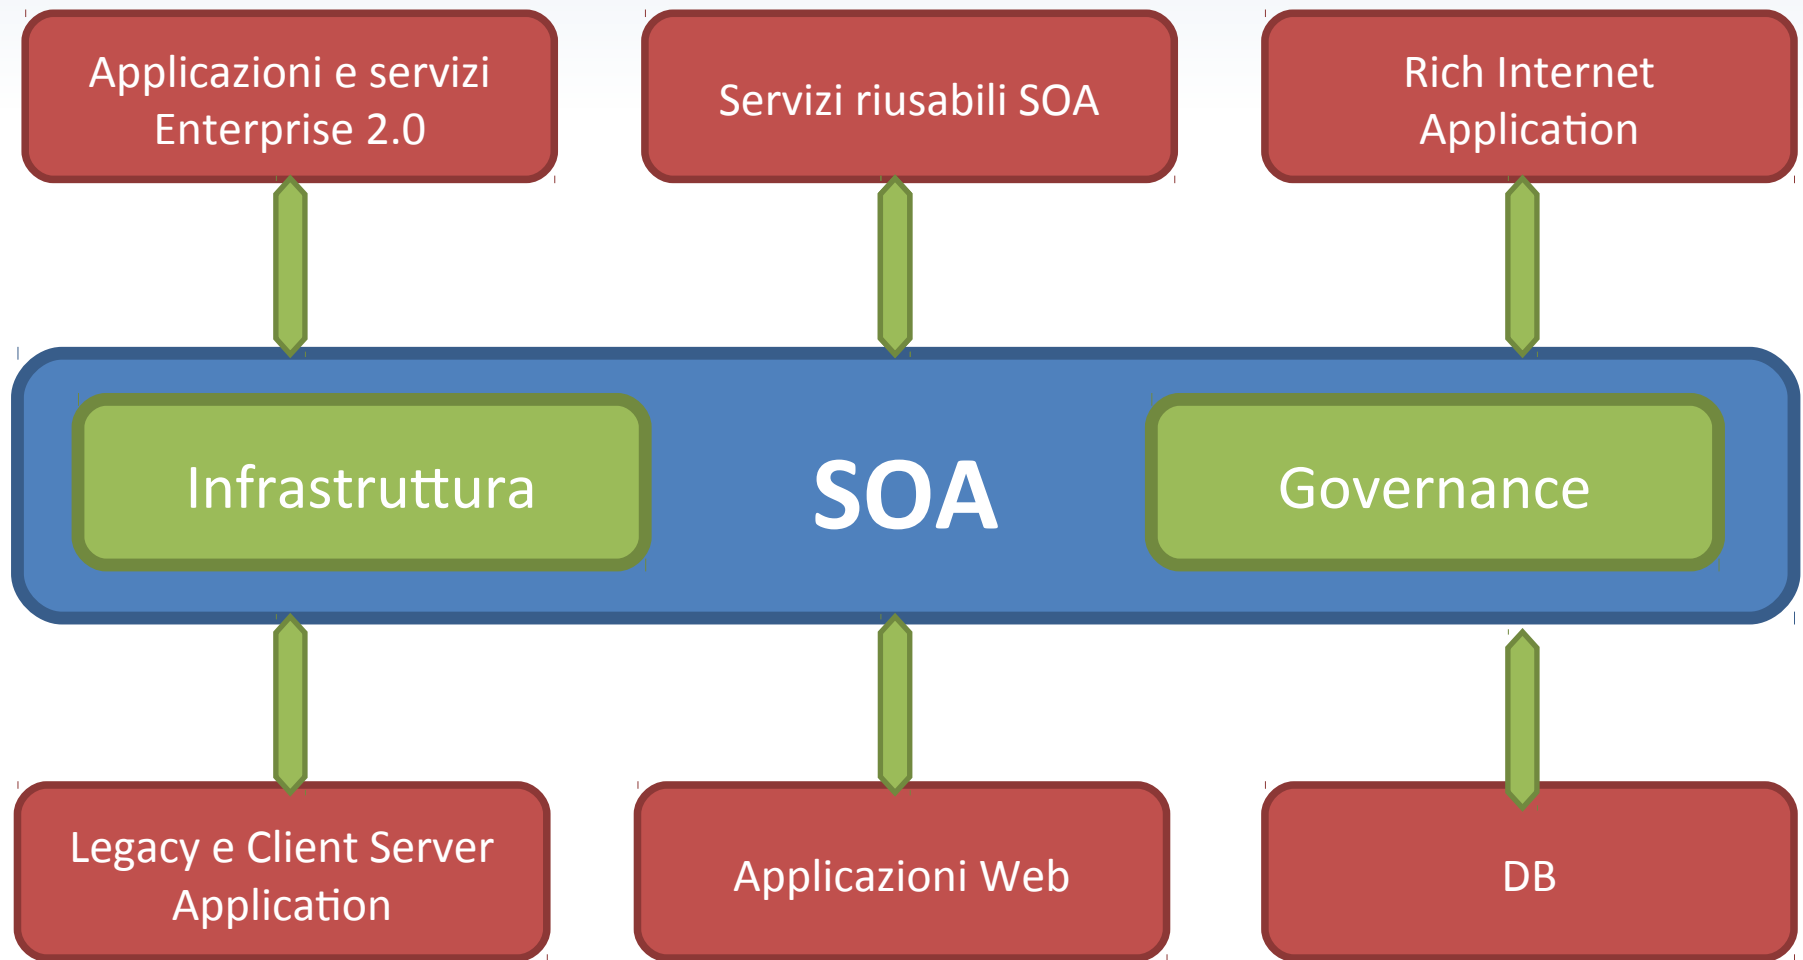 Applicazioni e servizi
Enterprise 2.0
Servizi riusabili SOA
Rich Internet
Application
Infrastruttura
SOA
Governance
Legacy e Client Server
Application
Applicazioni Web
DB